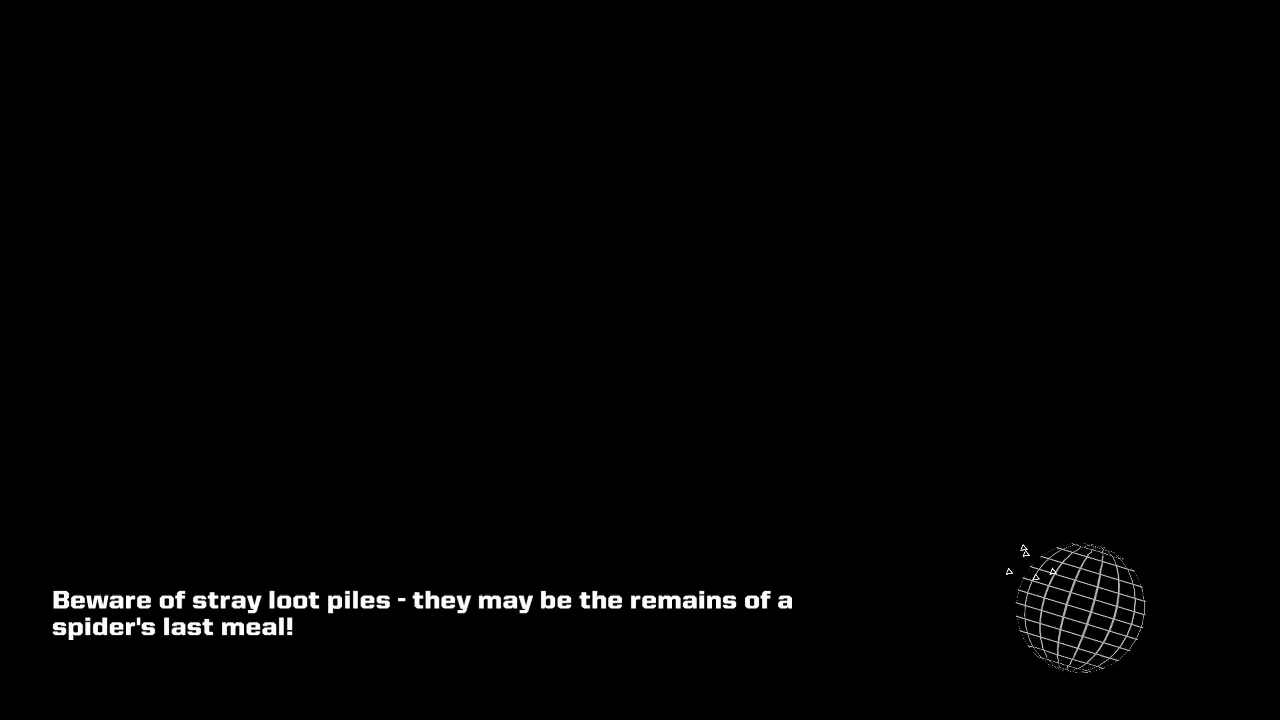 Beware of stray loot piles - they may be the remains of a
spider's last meal!